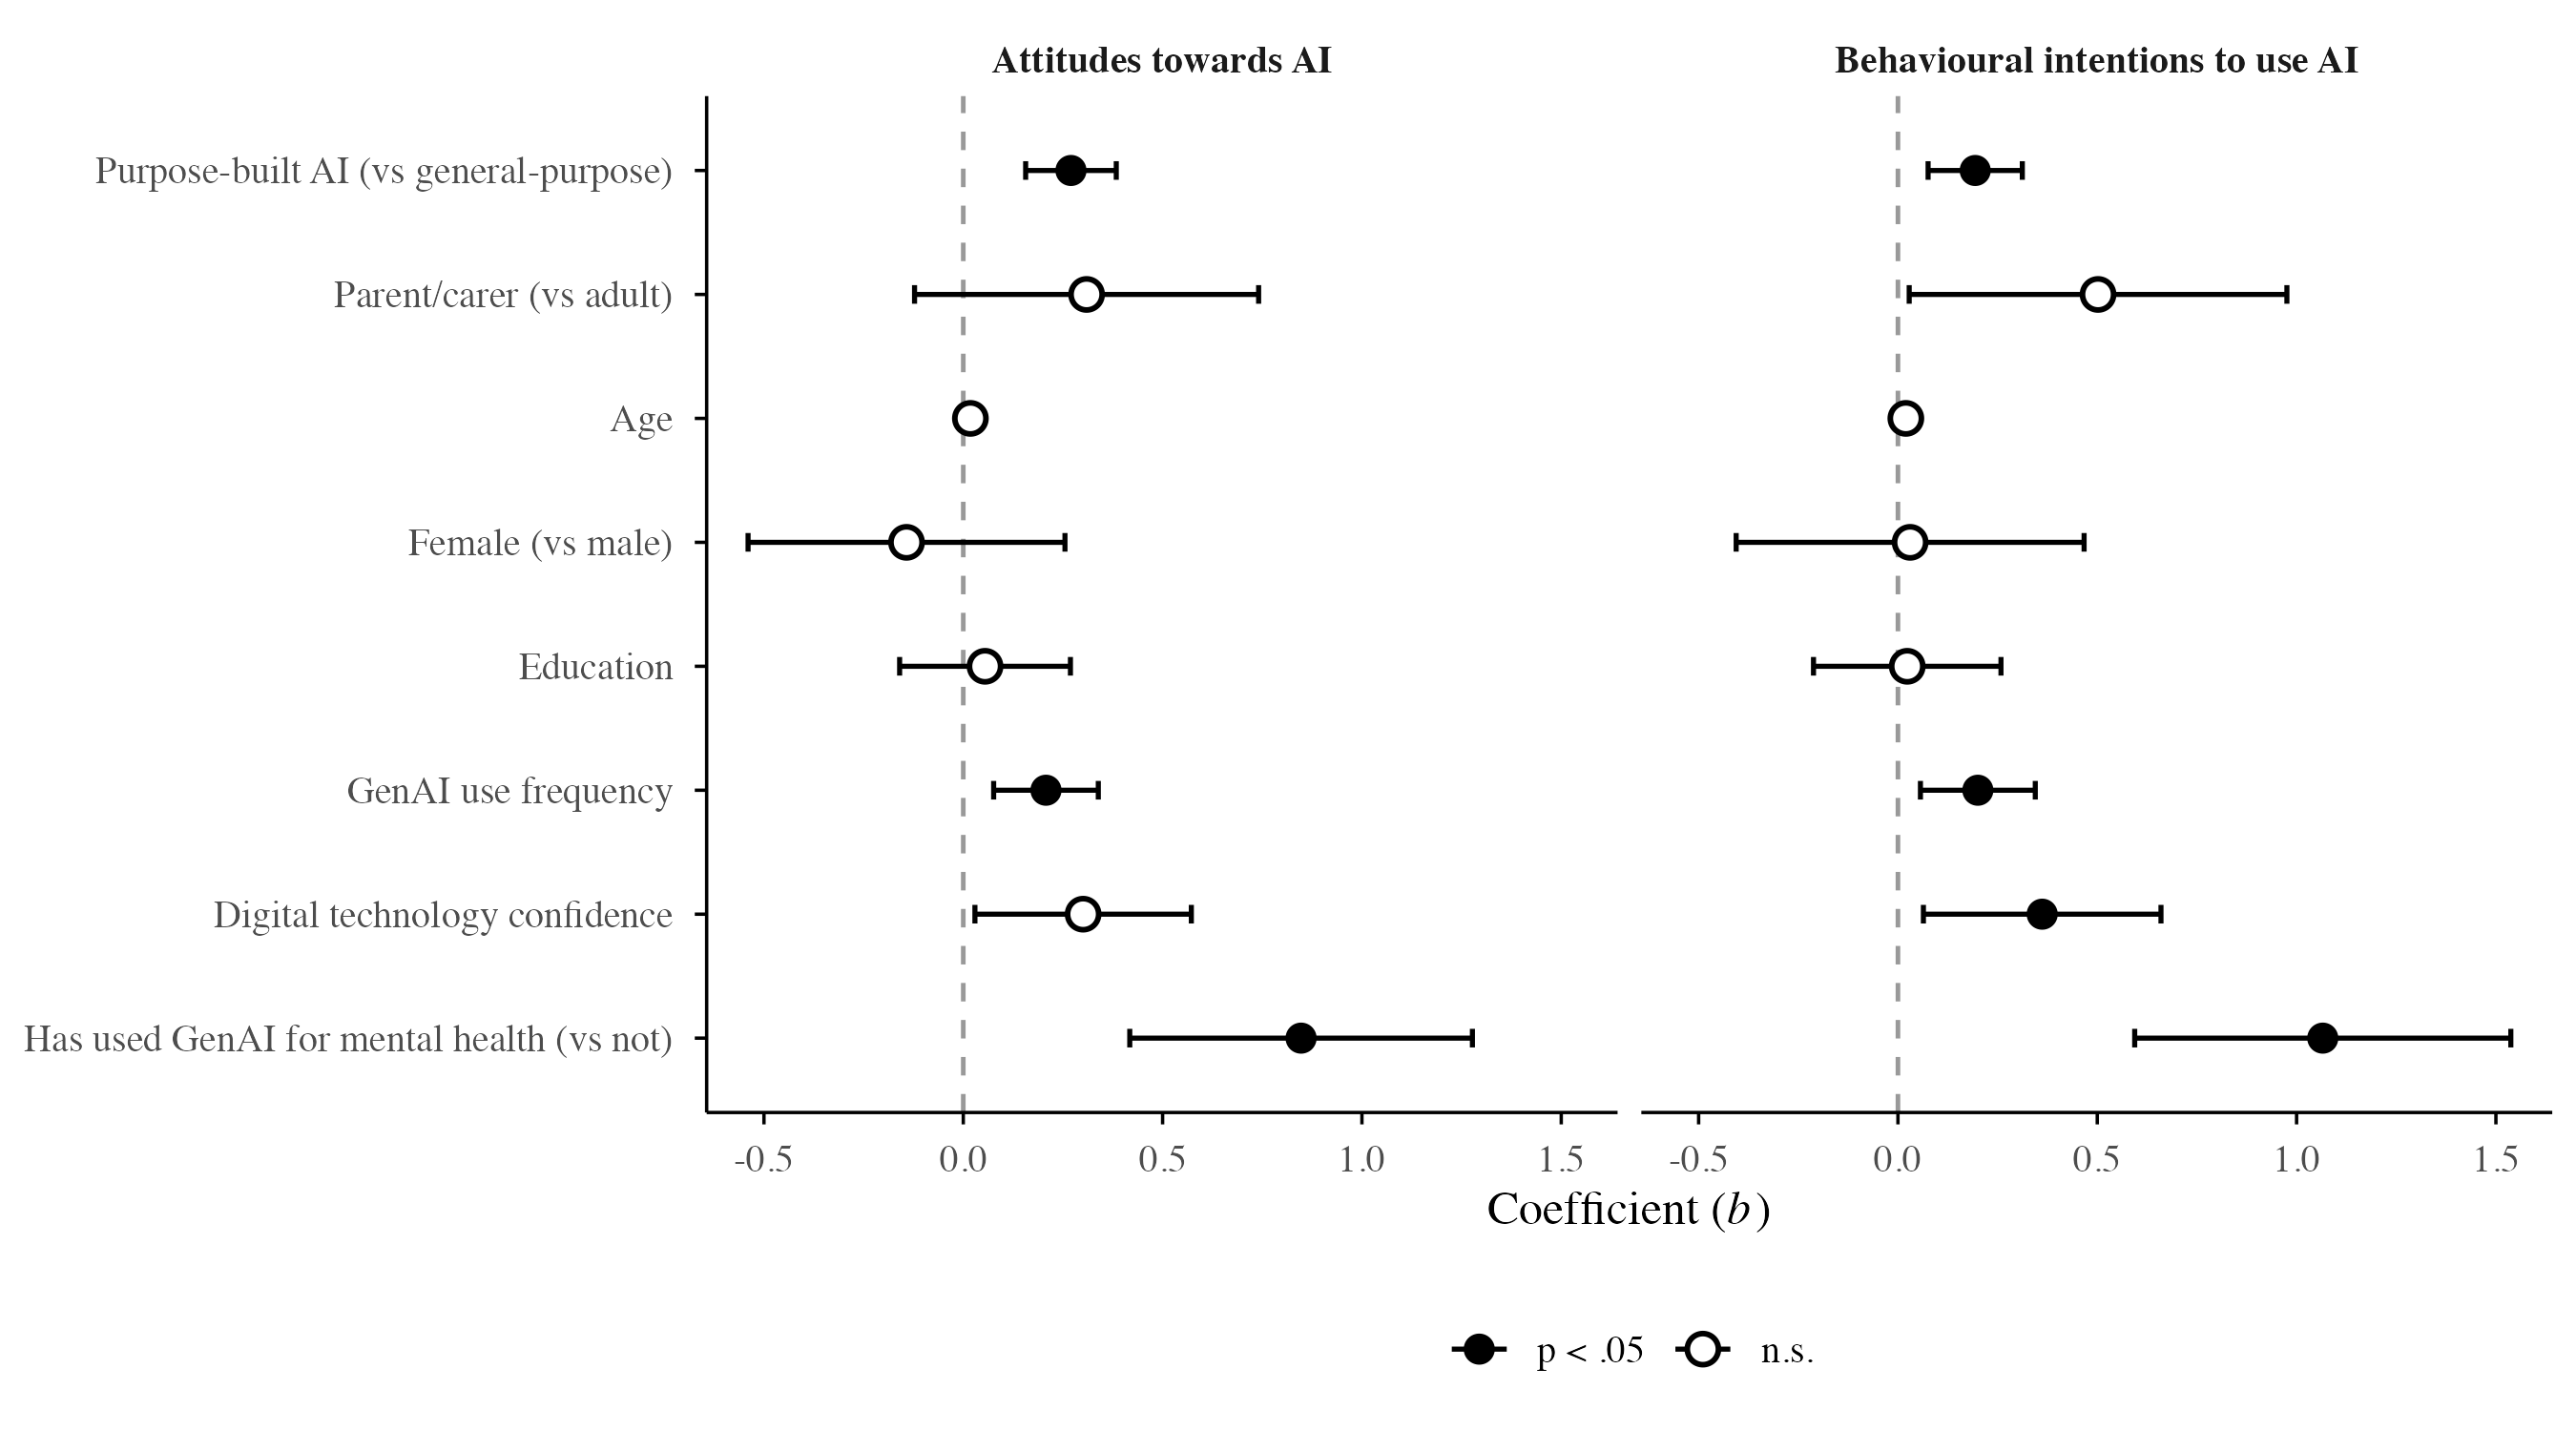 Attitudes towards AI
Behavioural intentions to use AI
Purpose-built AI (vs general-purpose)
Parent/carer (vs adult)
Age
Female (vs male)
Education
GenAI use frequency
Digital technology confidence
Has used GenAI for mental health (vs not)
-0.5 0.0 0.5 1.0 1.5
-0.5 0.0 0.5 1.0 1.5
Coefficient (b)
p < .05
n.s.